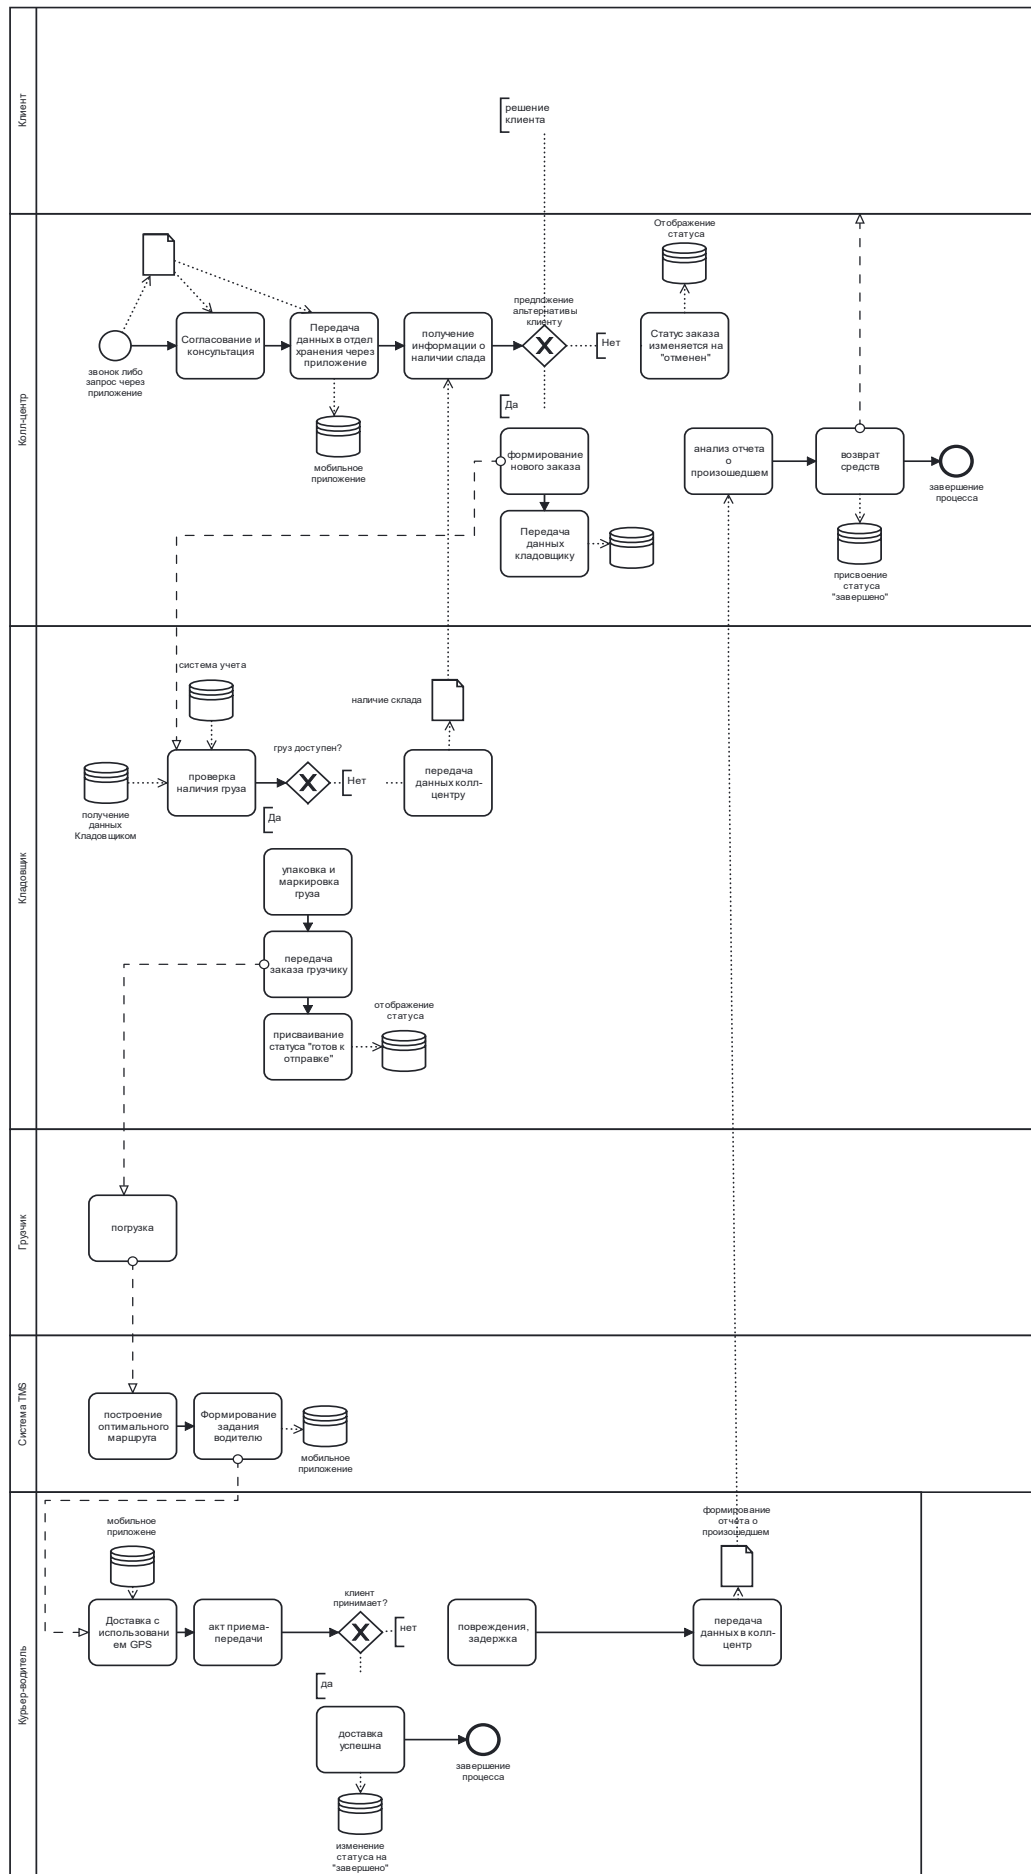 Клиент
решение
клиента
Колл-центр
звонок либо
запрос через
приложение
Согласование и
консультация
Передача
данных в отдел
хранения через
приложение
мобильное
приложение
получение
информации о
наличии слада
предложение
альтернативы
клиенту
Нет
Отображение
статуса
Статус заказа
изменяется на
"отменен"
Да
формирование
нового заказа
Передача
данных
кладовщику
анализ отчета
о
произошедшем
возврат
средств
завершение
процесса
присвоение
статуса
"завершено"
Кладовщик
система учета
получение
данных
Кладовщиком
проверка
наличия груза
груз доступен?
Нет
наличие склада
передача
данных колл-
центру
Да
упаковка и
маркировка
груза
передача
заказа грузчику
присваивание
статуса "готов к
отправке"
отображение
статуса
Грузчик
погрузка
Система TMS
построение
оптимального
маршрута
Формирование
задания
водителю
мобильное
приложение
Курьер-водитель
мобильное
приложене
Доставка с
использовани
ем GPS
акт приема-
передачи
клиент
принимает?
нет
повреждения,
задержка
формирование
отчета о
произошедшем
передача
данных в колл-
центр
да
доставка
успешна
завершение
процесса
изменение
статуса на
"завершено"